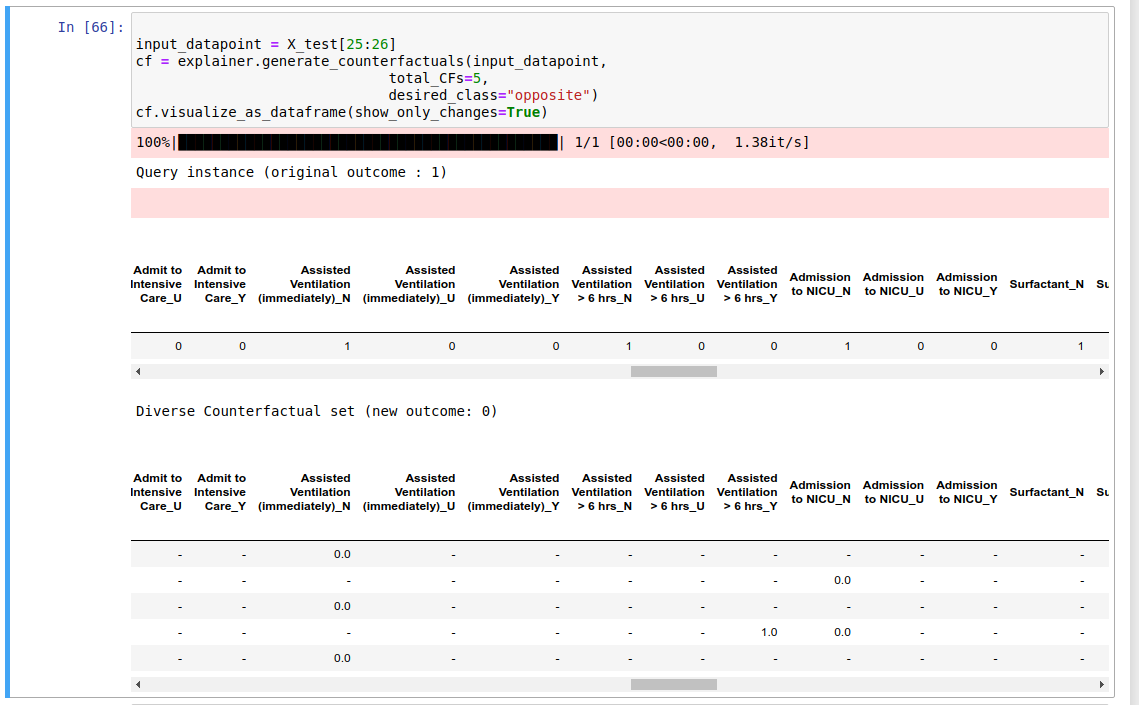 In [66]:
input_datapoint = X_test[25:26]
cf = explainer.generate_counterfactuals(input_datapoint,
total_CFs=5,
desired_class="opposite")
cf.visualize_as_dataframe(show_only_changes=True)
100%|██████████| 1/1 [00:00<00:00, 1.38it/s]
Query instance (original outcome : 1)
Admit to Intensive Care_U Admit to Intensive Care_Y Assisted Ventilation (immediately)_N Assisted Ventilation (immediately)_U Assisted Ventilation (immediately)_Y Assisted Ventilation > 6 hrs_N Assisted Ventilation > 6 hrs_U Assisted Ventilation > 6 hrs_Y Admission to NICU_N Admission to NICU_U Admission to NICU_Y Surfactant_N Su
0 0 1 0 0 1 0 0 1 0 0 1
Diverse Counterfactual set (new outcome: 0)
Admit to Intensive Care_U Admit to Intensive Care_Y Assisted Ventilation (immediately)_N Assisted Ventilation (immediately)_U Assisted Ventilation (immediately)_Y Assisted Ventilation > 6 hrs_N Assisted Ventilation > 6 hrs_U Assisted Ventilation > 6 hrs_Y Admission to NICU_N Admission to NICU_U Admission to NICU_Y Surfactant_N Su
- - 0.0 - - - - - - - - -
- - - - - - - - 0.0 - - -
- - 0.0 - - - - - - - - -
- - - - - - - 1.0 0.0 - - -
- - 0.0 - - - - - - - - -